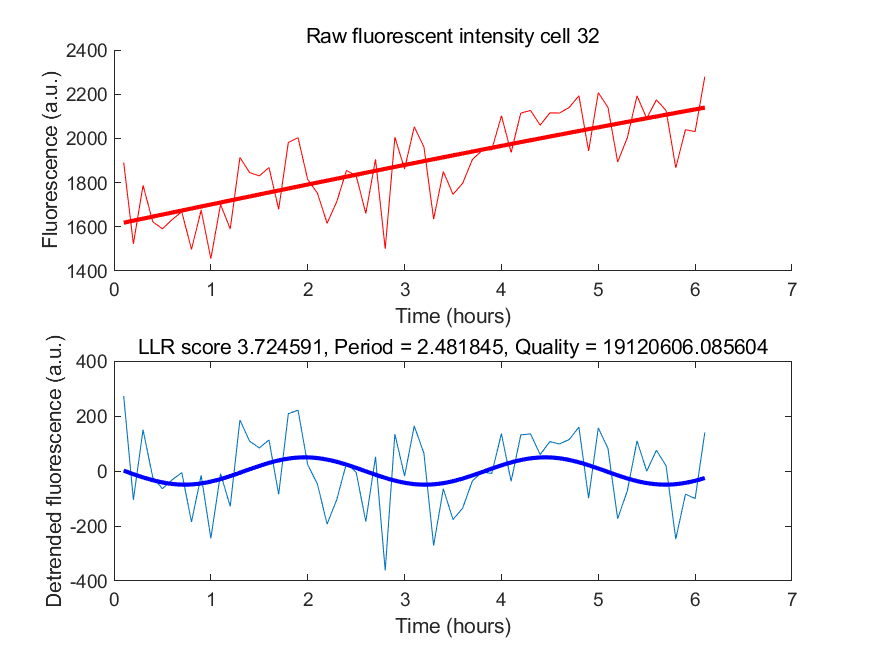 Raw fluorescent intensity cell 32
2400
2200
2000
1800
1600
1400
Fluorescence (a.u.)
0 1 2 3 4 5 6 7
Time (hours)
LLR score 3.724591, Period = 2.481845, Quality = 19120606.085604
400
200
0
-200
-400
Detrended fluorescence (a.u.)
0 1 2 3 4 5 6 7
Time (hours)